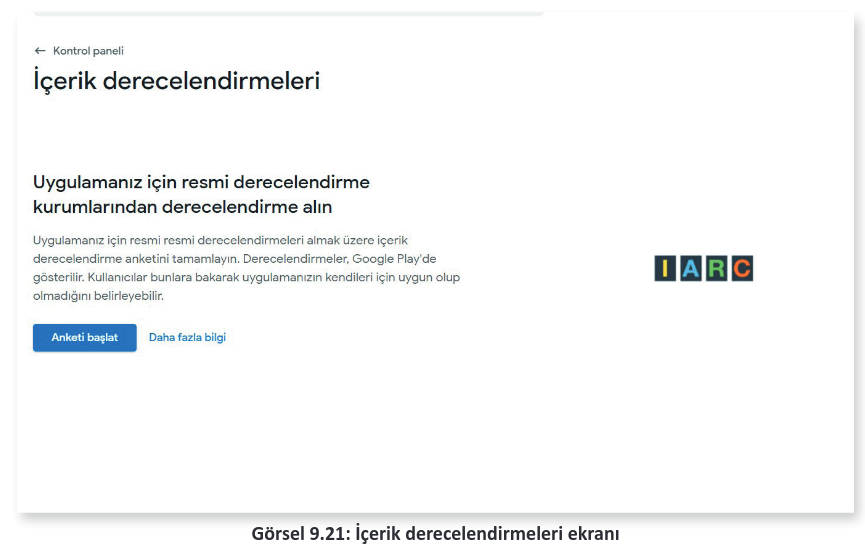 ← Kontrol paneli
İçerik derecelendirmeleri
Uygulamanız için resmi derecelendirme
kurumlarından derecelendirme alın
Uygulamanız için resmi resmi derecelendirmeleri almak üzere içerik
derecelendirme anketini tamamlayın. Derecelendirmeler, Google Play'de
gösterilir. Kullanıcılar bunlara bakarak uygulamanızın kendileri için uygun olup
olmadığını belirleyebilir.
IARC
Anketi başlat Daha fazla bilgi
Görsel 9.21: İçerik derecelendirmeleri ekranı